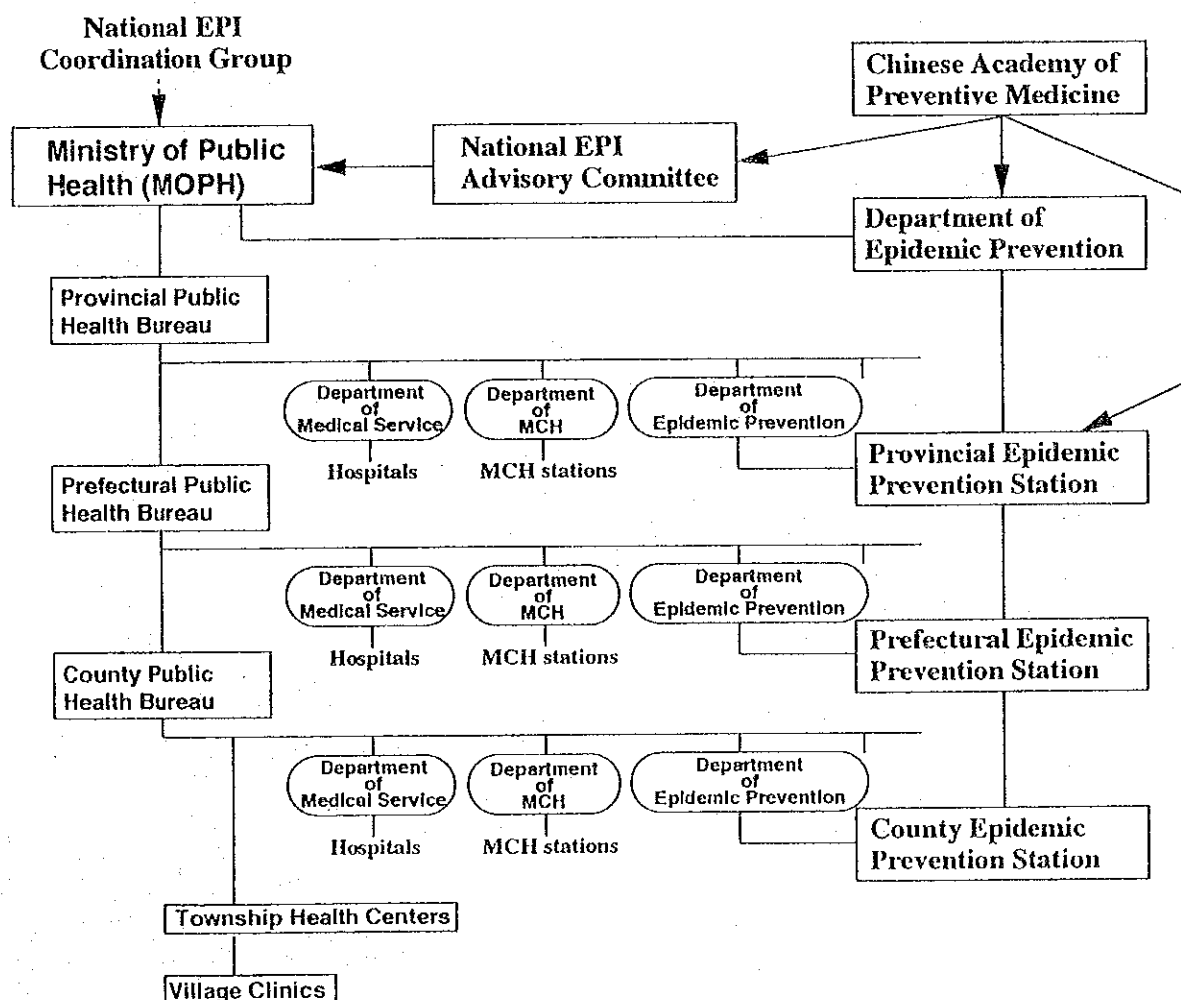 National EPI
Coordination Group
Chinese Academy of
Preventive Medicine
Ministry of Public
Health (MOPH)
National EPI
Advisory Committee
Department of
Epidemic Prevention
Provincial Public
Health Bureau
Department
of
Medical Service
Department
of
MCH
Department
of
Epidemic Prevention
Hospitals
MCH stations
Provincial Epidemic
Prevention Station
Prefectural Public
Health Bureau
Department
of
Medical Service
Department
of
MCH
Department
of
Epidemic Prevention
Hospitals
MCH stations
Prefectural Epidemic
Prevention Station
County Public
Health Bureau
Department
of
Medical Service
Department
of
MCH
Department
of
Epidemic Prevention
Hospitals
MCH stations
County Epidemic
Prevention Station
Township Health Centers
Village Clinics